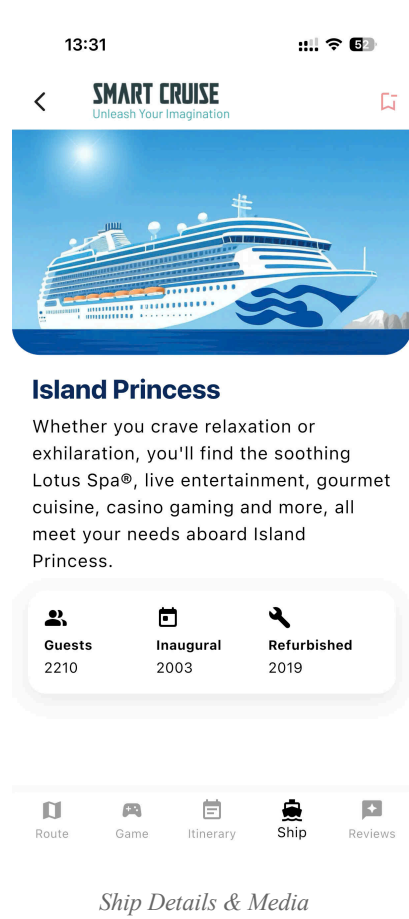 13:31
52
SMART CRUISE
Unleash Your Imagination
Island Princess
Whether you crave relaxation or
exhilaration, you'll find the soothing
Lotus Spa®, live entertainment, gourmet
cuisine, casino gaming and more, all
meet your needs aboard Island
Princess.
Guests Inaugural Refurbished
2210 2003 2019
Route Game Itinerary Ship Reviews
Ship Details & Media